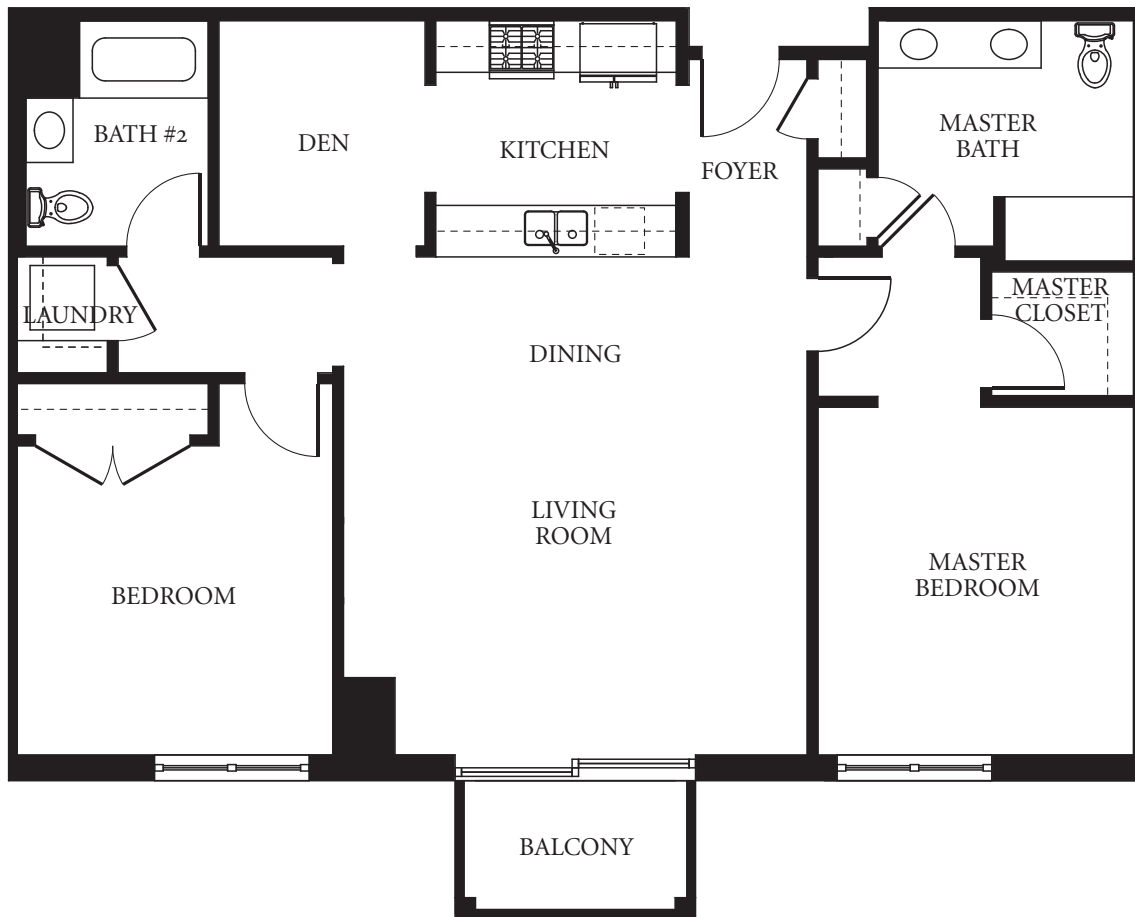 BATH #2
DEN
KITCHEN
FOYER
MASTER
BATH
LAUNDRY
MASTER
CLOSET
DINING
LIVING
ROOM
BEDROOM
MASTER
BEDROOM
BALCONY